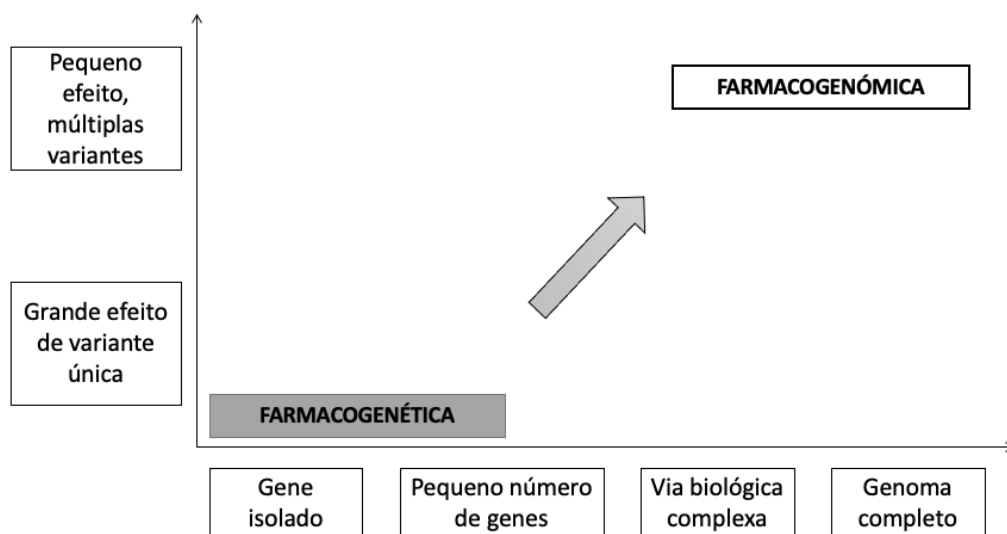 Pequeno
efeito,
múltiplas
variantes
FARMACOGENÓMICA
Grande efeito
de variante
única
FARMACOGENÉTICA
Gene
isolado
Pequeno número
de genes
Via biológica
complexa
Genoma
completo